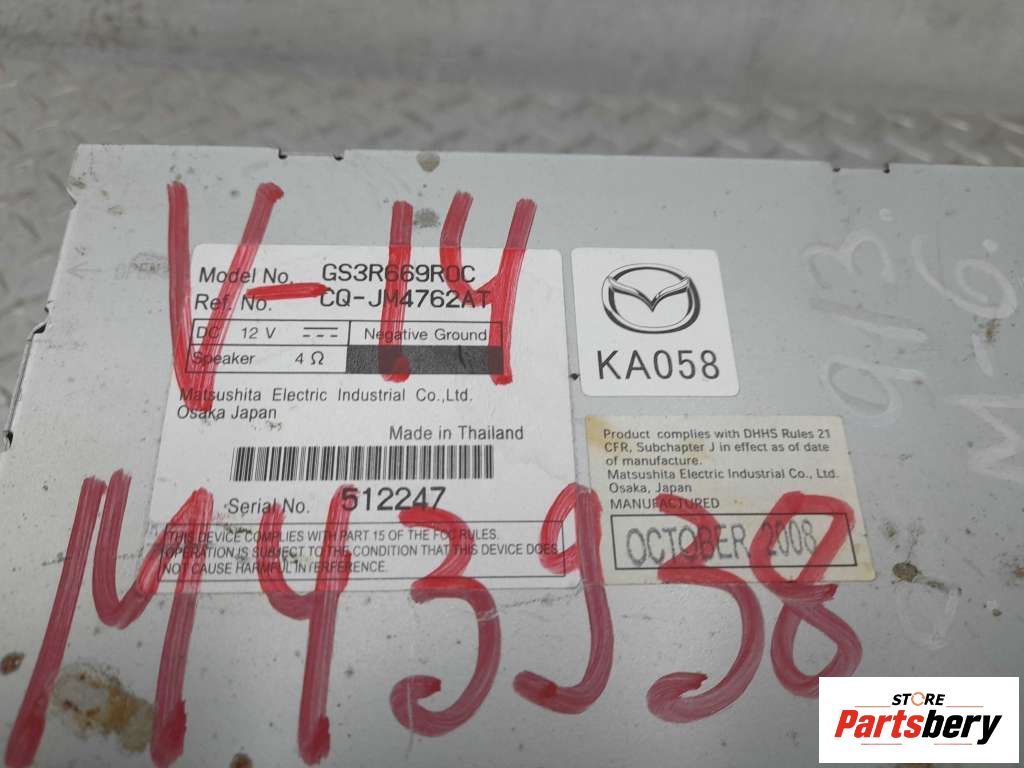 V-14
Model No. GS3R669R0C
Ref. No. CQ-JM4762AT
DC 12 V Negative Ground
Speaker 4 Ω
Matsushita Electric Industrial Co.,Ltd.
Osaka Japan
Made in Thailand
Serial No. 512247
THIS DEVICE COMPLIES WITH PART 15 OF THE FCC RULES.
OPERATION IS SUBJECT TO THE CONDITION THAT THIS DEVICE DOES
NOT CAUSE HARMFUL INTERFERENCE.
KA058
Product complies with DHHS Rules 21
CFR, Subchapter J in effect as of date
of manufacture.
Matsushita Electric Industrial Co., Ltd.
Osaka, Japan
MANUFACTURED
OCTOBER 2008
M43938
913.
M-6.
STORE
Partsbery